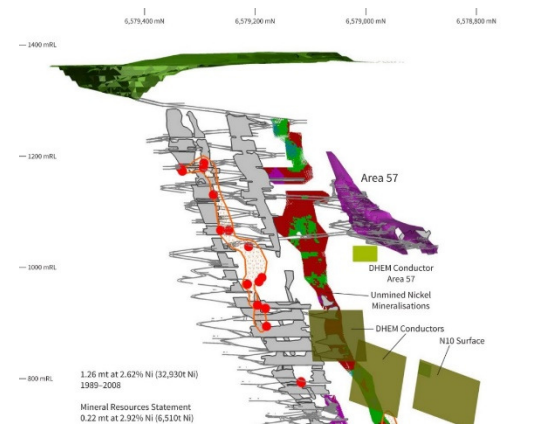 6,579,400 mN
6,579,200 mN
6,579,000 mN
6,578,800 mN
1400 mRL
1200 mRL
Area 57
1000 mRL
DHEM Conductor
Area 57
Unmined Nickel
Mineralisations
DHEM Conductors
N10 Surface
800 mRL
1.26 mt at 2.62% Ni (32,930t Ni)
1989–2008
Mineral Resources Statement
0.22 mt at 2.92% Ni (6,510t Ni)